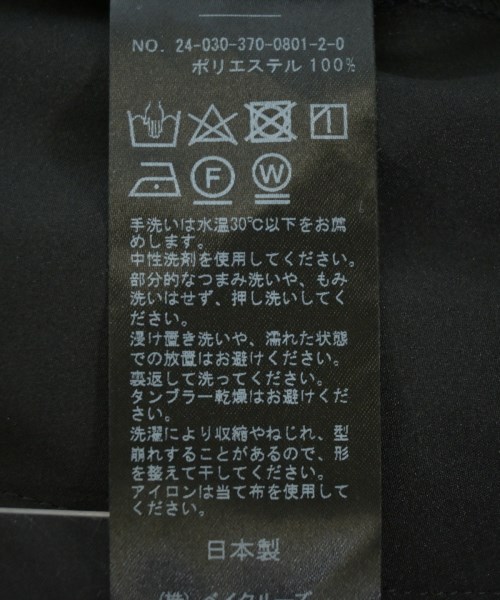 NO. 24-030-370-0801-2-0
ポリエステル 100%
F
W
手洗いは水温30℃以下をお薦
めします。
中性洗剤を使用してください。
部分的なつまみ洗いや、もみ
洗いはせず、押し洗いしてく
ださい。
浸け置き洗いや、濡れた状態
での放置はお避けください。
裏返して洗ってください。
タンブラー乾燥はお避けくだ
さい。
洗濯により収縮やねじれ、型
崩れすることがあるので、形
を整えて干してください。
アイロンは当て布を使用して
ください。
日本製
(株) ベイクルーズ